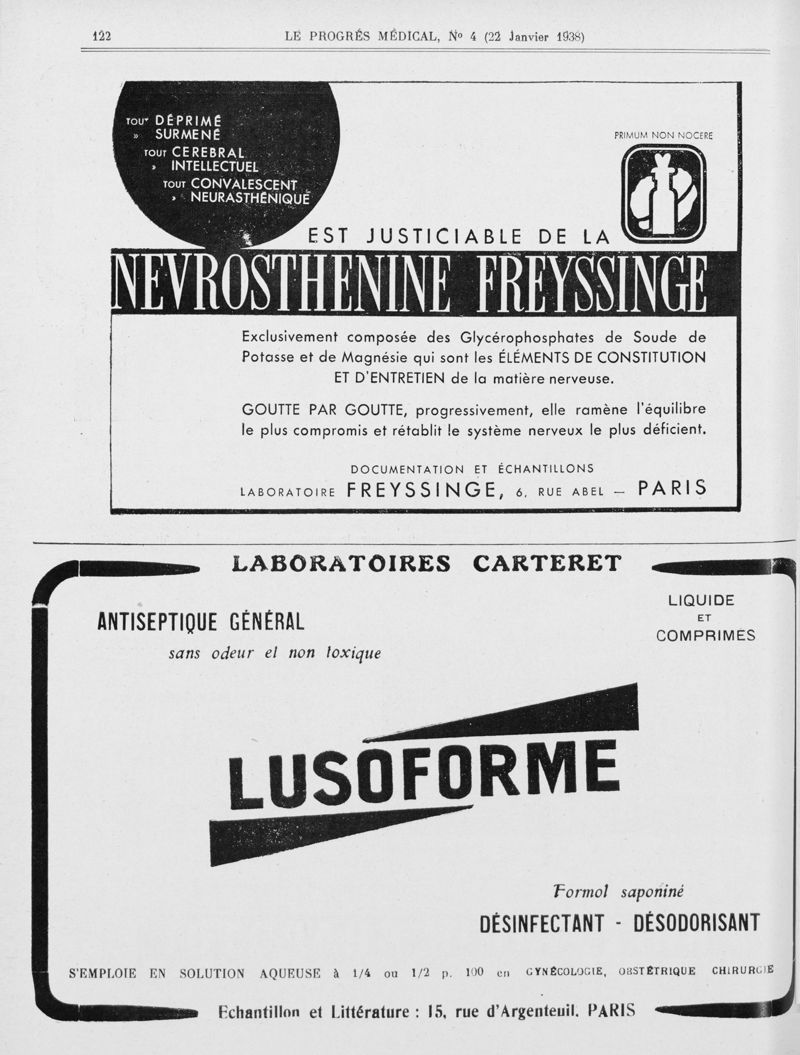 122
LE PROGRÈS MÉDICAL, No 4 (22 Janvier 1938)
TOUT DÉPRIMÉ
» SURMENÉ
TOUT CEREBRAL
» INTELLECTUEL
TOUT CONVALESCENT
» NEURASTHÉNIQUE
PRIMUM NON NOCERE
EST JUSTICIABLE DE LA
NEVROSTHENINE FREYSSINGE
Exclusivement composée des Glycérophosphates de Soude de
Potasse et de Magnésie qui sont les ÉLÉMENTS DE CONSTITUTION
ET D'ENTRETIEN de la matière nerveuse.
GOUTTE PAR GOUTTE, progressivement, elle ramène l'équilibre
le plus compromis et rétablit le système nerveux le plus déficient.
DOCUMENTATION ET ÉCHANTILLONS
LABORATOIRE FREYSSINGE, 6, RUE ABEL — PARIS
LABORATOIRES CARTERET
ANTISEPTIQUE GÉNÉRAL
sans odeur et non toxique
LIQUIDE
ET
COMPRIMÉS
LUSOFORME
Formol saponiné
DÉSINFECTANT - DÉSODORISANT
S'EMPLOIE EN SOLUTION AQUEUSE à 1/4 ou 1/2 p. 100 en GYNÉCOLOGIE, OBSTÉTRIQUE CHIRURGIE
Echantillon et Littérature : 15, rue d'Argenteuil. PARIS